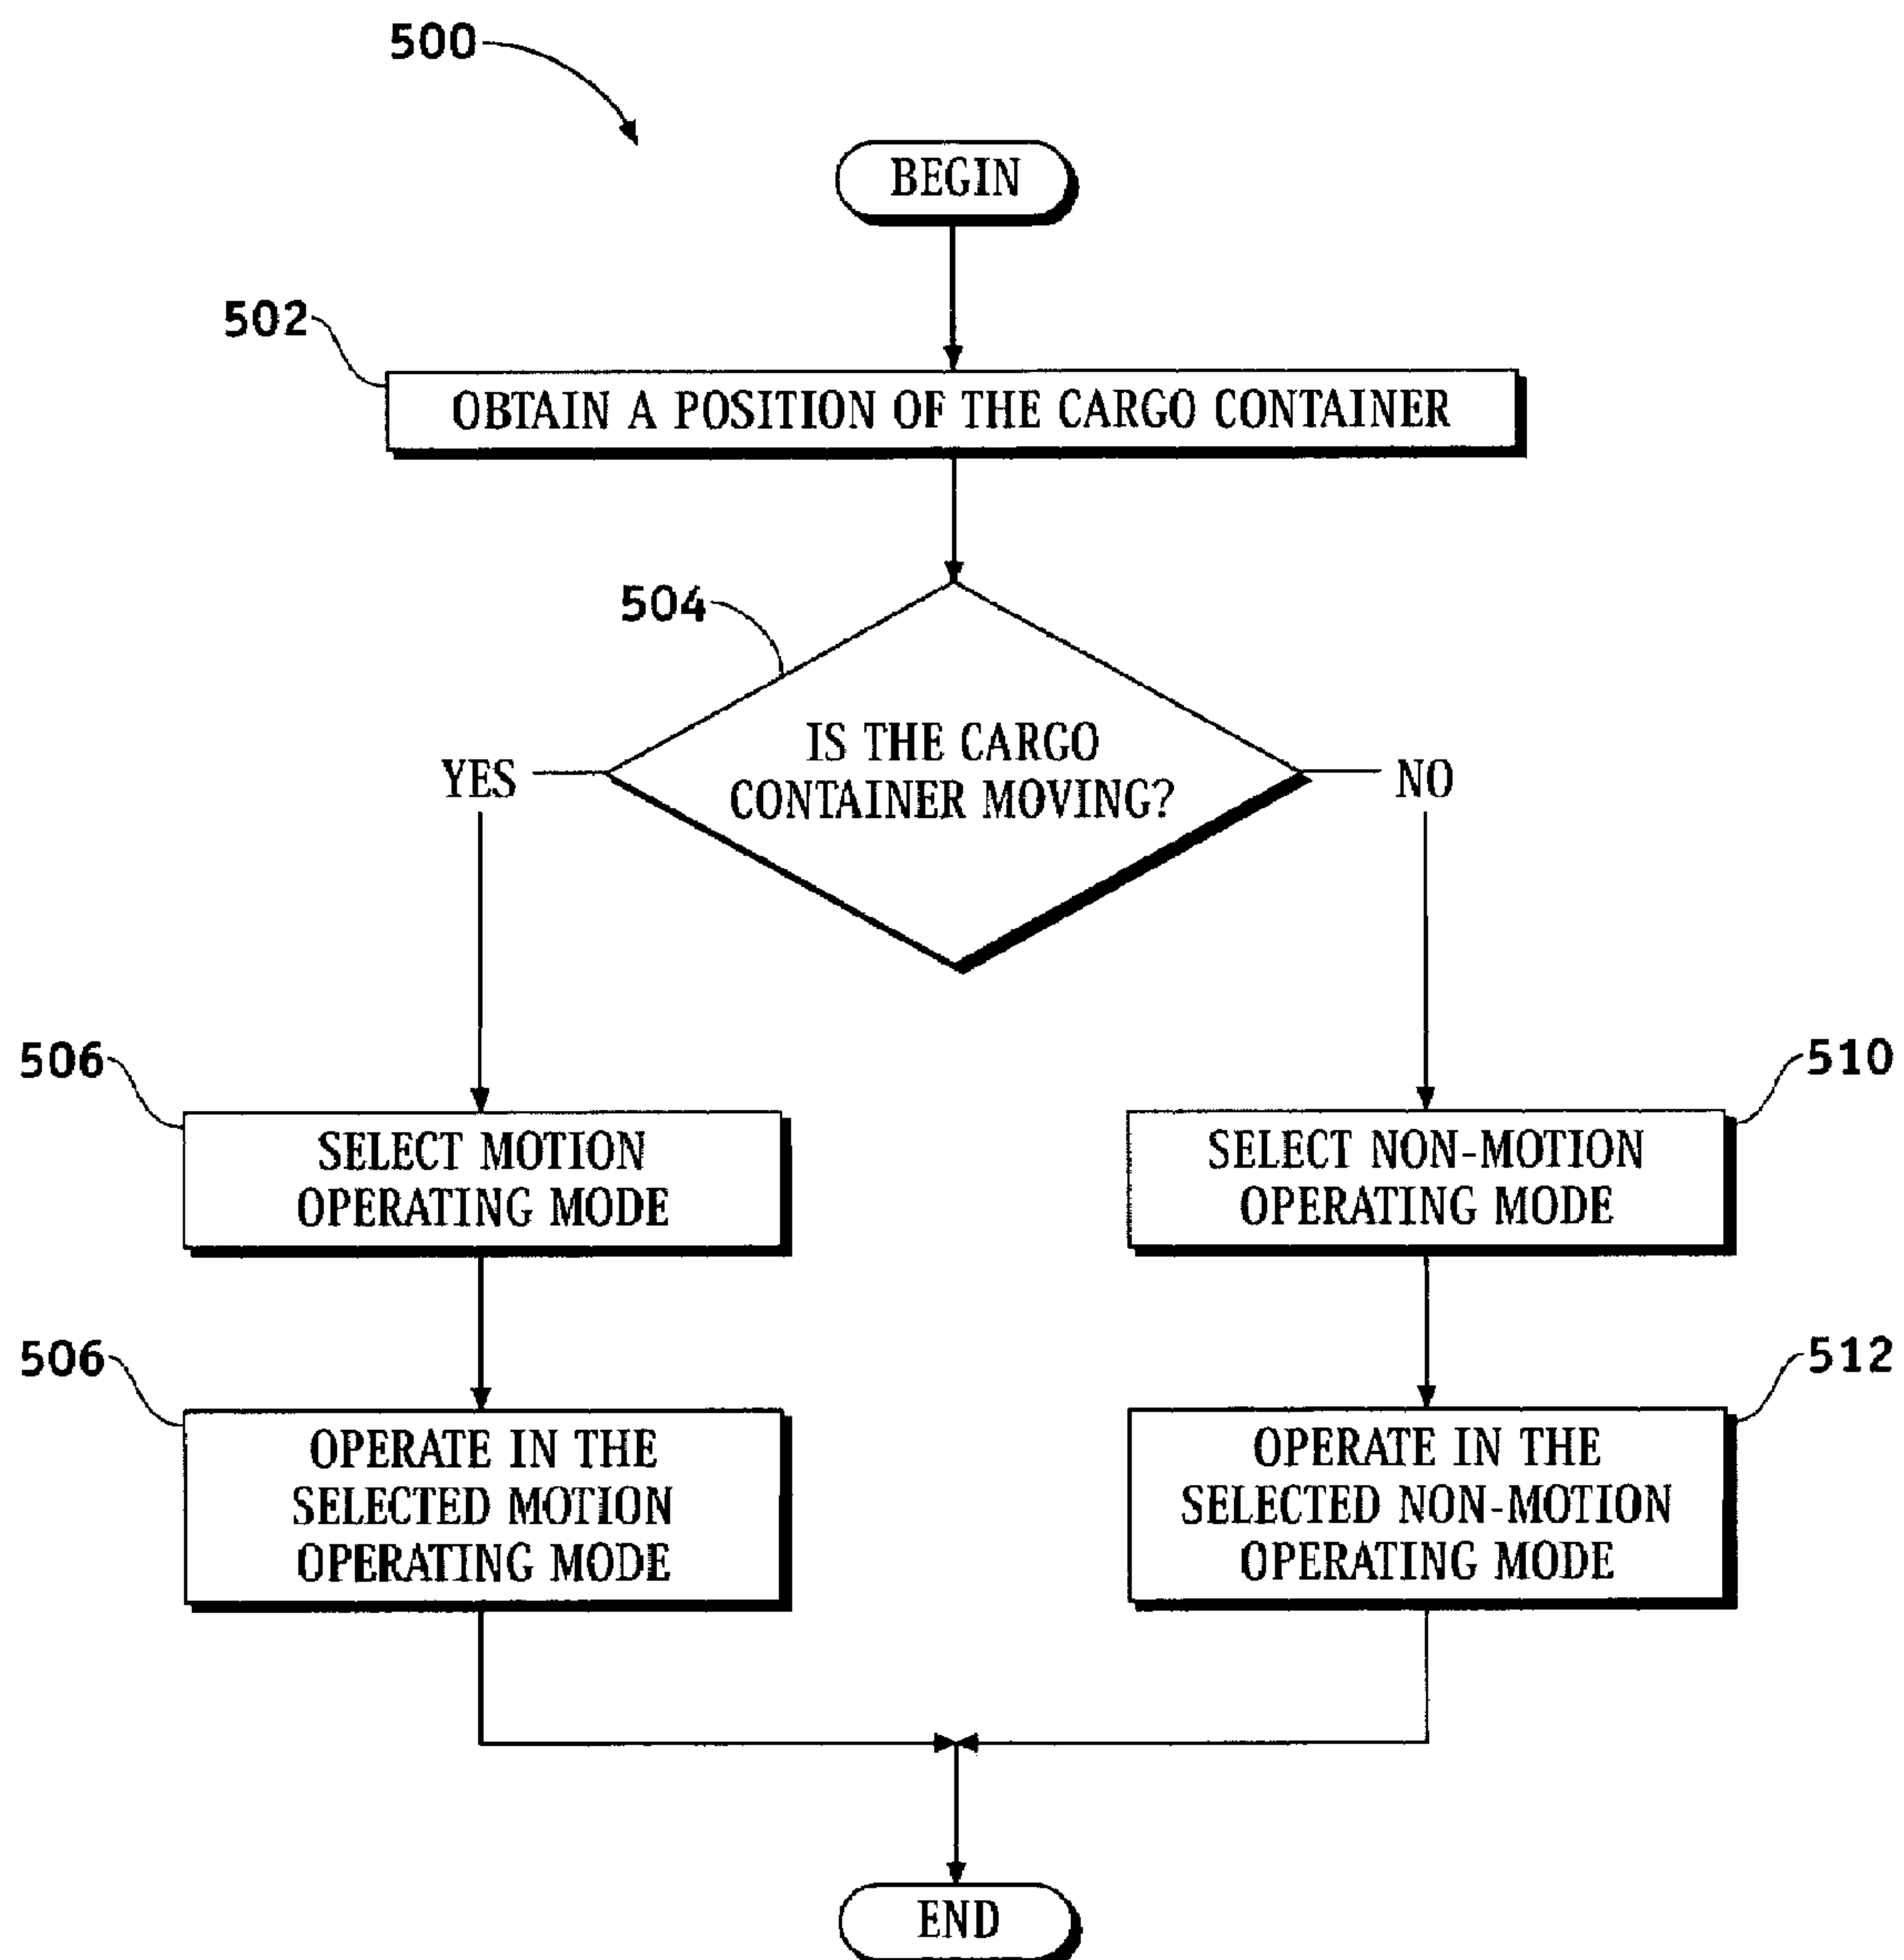 500
BEGIN
502
OBTAIN A POSITION OF THE CARGO CONTAINER
504
IS THE CARGO
CONTAINER MOVING?
YES
NO
506
SELECT MOTION
OPERATING MODE
510
SELECT NON-MOTION
OPERATING MODE
506
OPERATE IN THE
SELECTED MOTION
OPERATING MODE
512
OPERATE IN THE
SELECTED NON-MOTION
OPERATING MODE
END